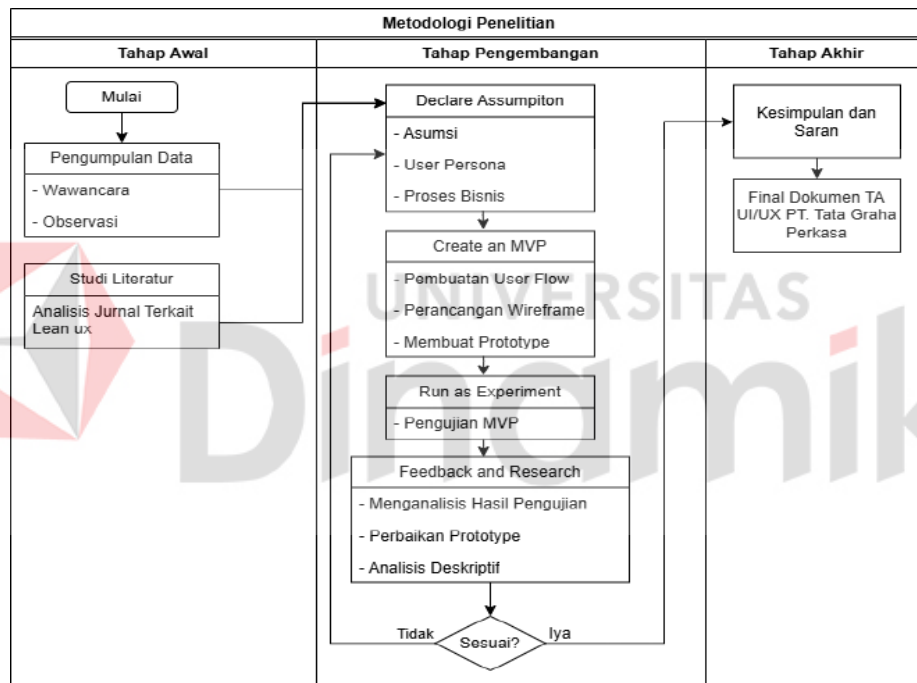 Metodologi Penelitian
Tahap Awal
Tahap Pengembangan
Tahap Akhir
Mulai
Pengumpulan Data
- Wawancara
- Observasi
Studi Literatur
Analisis Jurnal Terkait
Lean ux
Declare Assumpiton
- Asumsi
- User Persona
- Proses Bisnis
Create an MVP
- Pembuatan User Flow
- Perancangan Wireframe
- Membuat Prototype
Run as Experiment
- Pengujian MVP
Feedback and Research
- Menganalisis Hasil Pengujian
- Perbaikan Prototype
- Analisis Deskriptif
Tidak
Sesuai?
Iya
Kesimpulan dan
Saran
Final Dokumen TA
UI/UX PT. Tata Graha
Perkasa
UNIVERSITAS
Dinamik